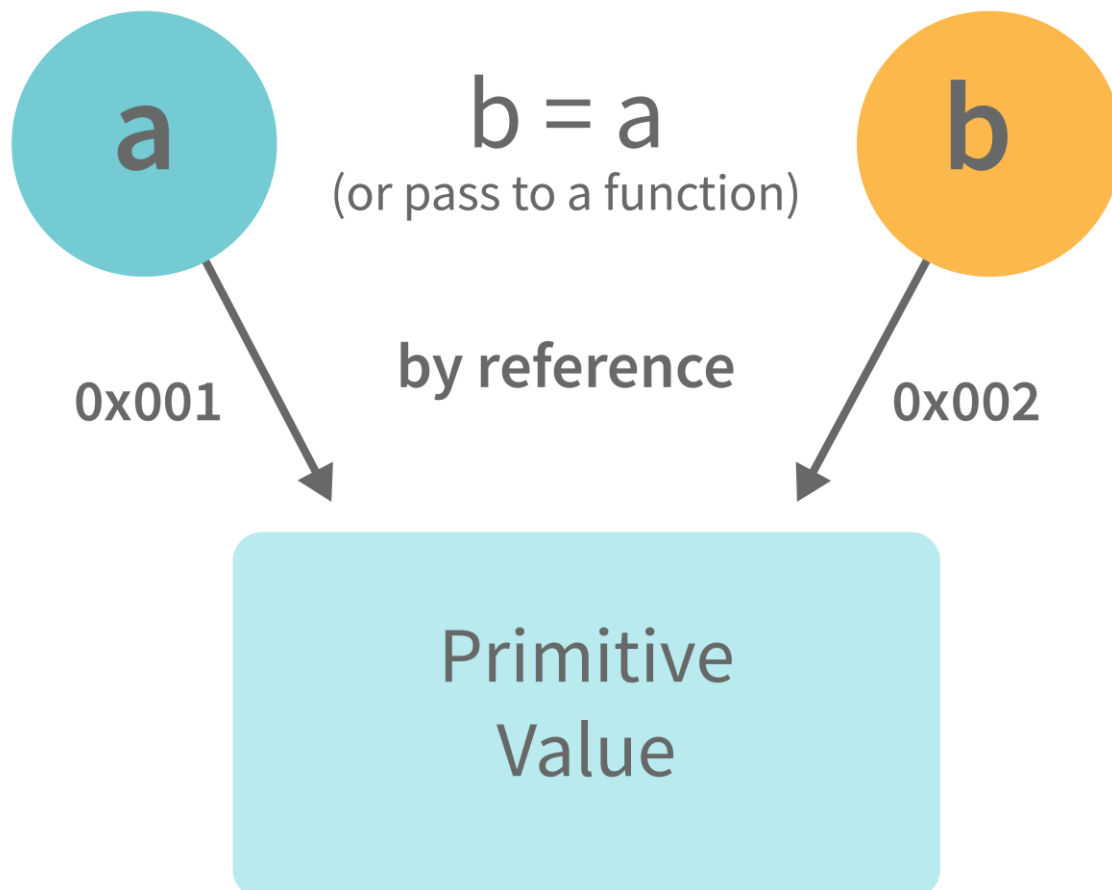 a
b = a
(or pass to a function)
b
by reference
0x001
0x002
Primitive
Value